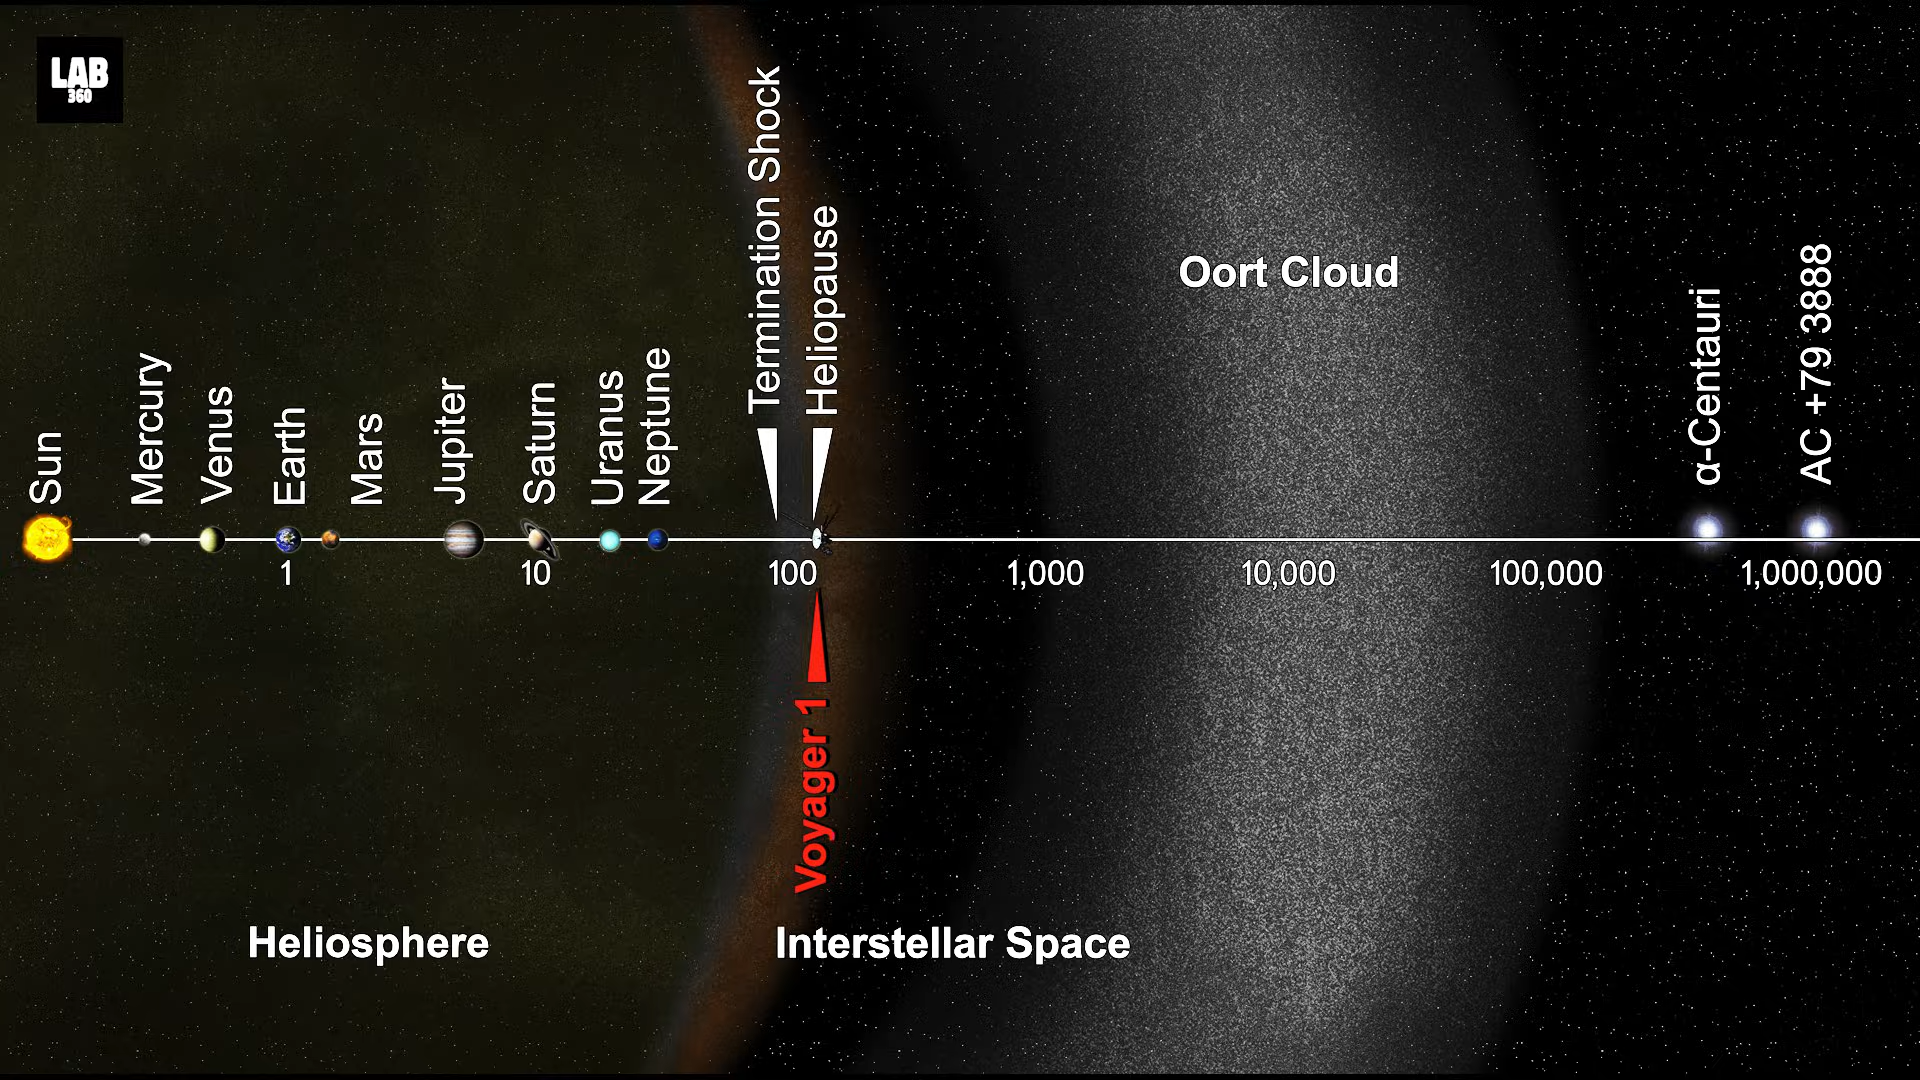 LAB
360
Sun
Mercury
Venus
Earth
Mars
Jupiter
Saturn
Uranus
Neptune
Termination Shock
Heliopause
Oort Cloud
α-Centauri
AC +79 3888
1
10
100
1,000
10,000
100,000
1,000,000
Voyager 1
Heliosphere
Interstellar Space